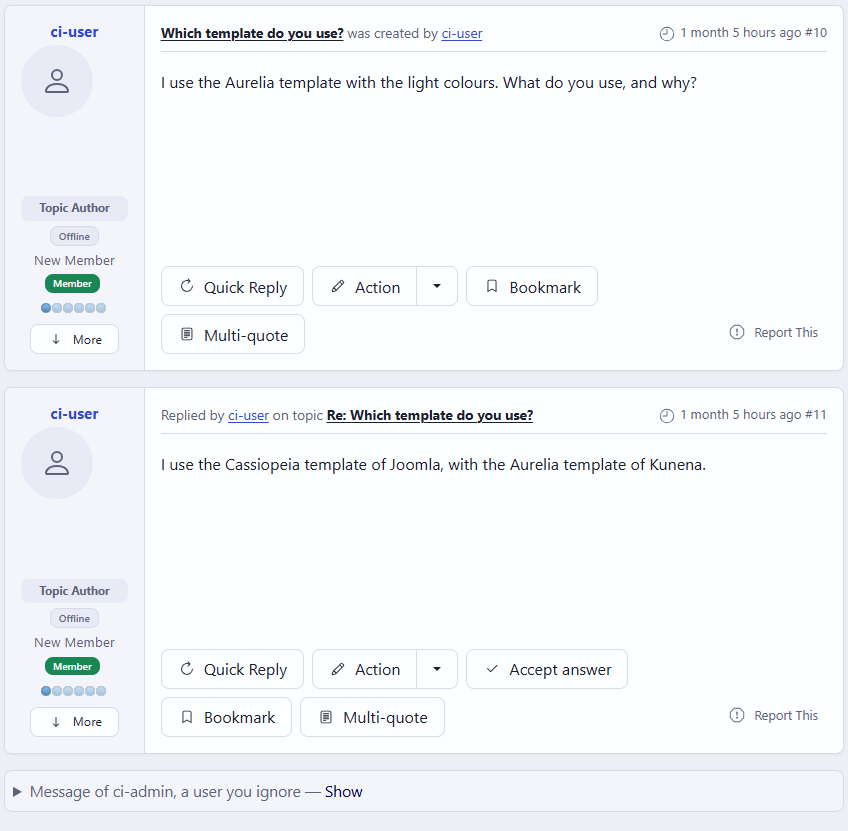 ci-user
Which template do you use? was created by ci-user
1 month 5 hours ago #10
I use the Aurelia template with the light colours. What do you use, and why?
Topic Author
Offline
New Member
Member
More
Quick Reply
Action
Bookmark
Multi-quote
Report This
ci-user
Replied by ci-user on topic Re: Which template do you use?
1 month 5 hours ago #11
I use the Cassiopeia template of Joomla, with the Aurelia template of Kunena.
Topic Author
Offline
New Member
Member
More
Quick Reply
Action
Accept answer
Bookmark
Multi-quote
Report This
Message of ci-admin, a user you ignore — Show